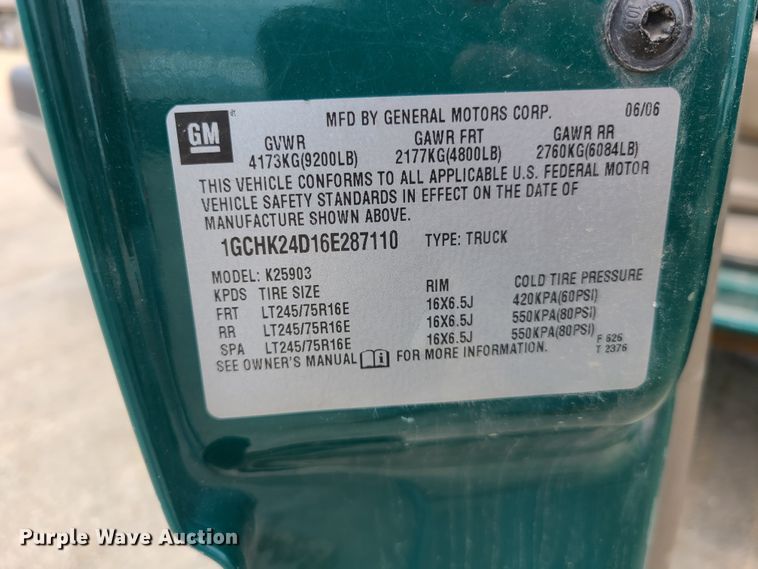 GM
MFD BY GENERAL MOTORS CORP. 06/06
GVWR GAWR FRT GAWR RR
4173KG(9200LB) 2177KG(4800LB) 2760KG(6084LB)
THIS VEHICLE CONFORMS TO ALL APPLICABLE U.S. FEDERAL MOTOR
VEHICLE SAFETY STANDARDS IN EFFECT ON THE DATE OF
MANUFACTURE SHOWN ABOVE.
1GCHK24D16E287110 TYPE: TRUCK
MODEL: K25903
KPDS TIRE SIZE RIM COLD TIRE PRESSURE
FRT LT245/75R16E 16X6.5J 420KPA(60PSI)
RR LT245/75R16E 16X6.5J 550KPA(80PSI)
SPA LT245/75R16E 16X6.5J 550KPA(80PSI)
SEE OWNER'S MANUAL FOR MORE INFORMATION.
F 626
T 2376
Purple Wave Auction